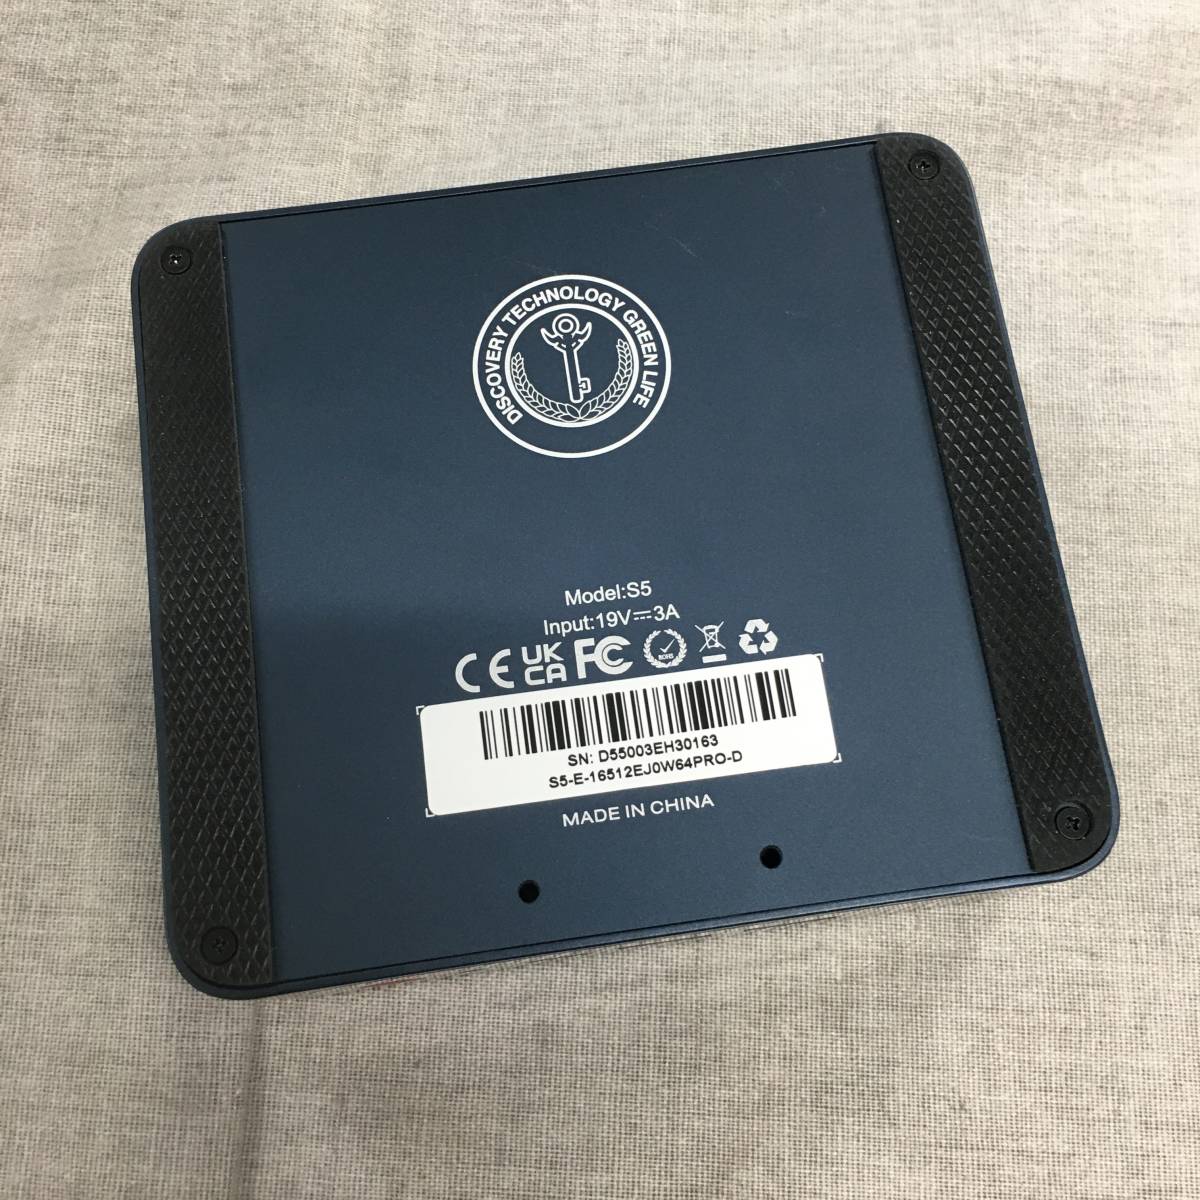 DISCOVERY TECHNOLOGY GREEN LIFE
Model:S5
Input:19V⎓3A
CE UK CA FC ROHS
SN: D55003EH30163
S5-E-16512EJ0W64PRO-D
MADE IN CHINA